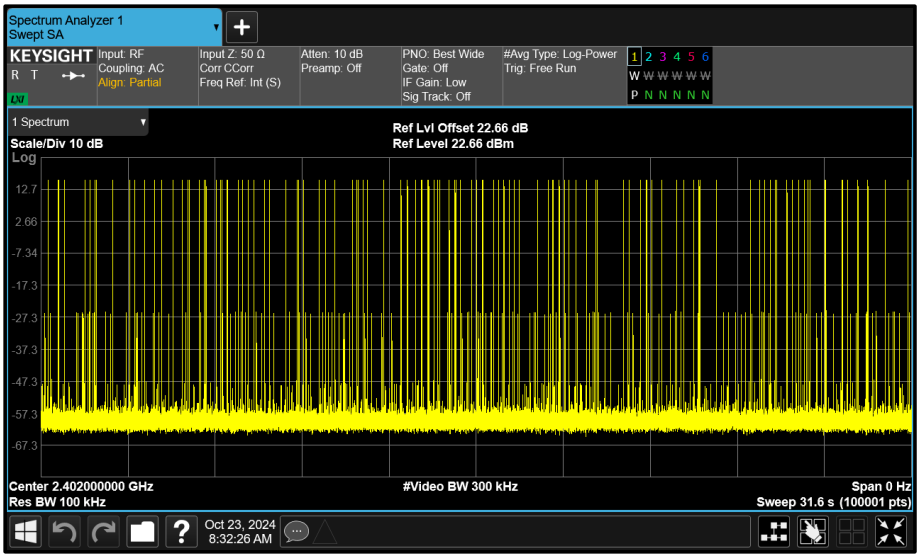 Spectrum Analyzer 1
Swept SA
+
KEYSIGHT
R T
LXI
Input: RF
Coupling: AC
Align: Partial
Input Z: 50 Ω
Corr CCorr
Freq Ref: Int (S)
Atten: 10 dB
Preamp: Off
PNO: Best Wide
Gate: Off
IF Gain: Low
Sig Track: Off
#Avg Type: Log-Power
Trig: Free Run
1 2 3 4 5 6
W W W W W W
P N N N N N
1 Spectrum
Scale/Div 10 dB
Ref Lvl Offset 22.66 dB
Ref Level 22.66 dBm
Log
12.7
2.66
-7.34
-17.3
-27.3
-37.3
-47.3
-57.3
-67.3
Center 2.402000000 GHz
#Video BW 300 kHz
Span 0 Hz
Res BW 100 kHz
Sweep 31.6 s (100001 pts)
?
Oct 23, 2024
8:32:26 AM